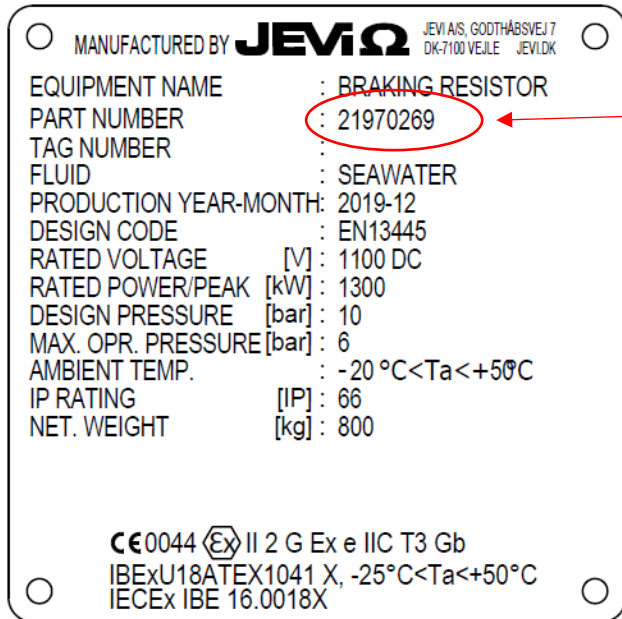 MANUFACTURED BY JEVIΩ JEVI A/S, GODTHÅBSVEJ 7
DK-7100 VEJLE JEVI.DK
EQUIPMENT NAME : BRAKING RESISTOR
PART NUMBER : 21970269
TAG NUMBER :
FLUID : SEAWATER
PRODUCTION YEAR-MONTH: 2019-12
DESIGN CODE : EN13445
RATED VOLTAGE [V] : 1100 DC
RATED POWER/PEAK [kW] : 1300
DESIGN PRESSURE [bar] : 10
MAX. OPR. PRESSURE [bar] : 6
AMBIENT TEMP. : -20 °C<Ta<+50°C
IP RATING [IP] : 66
NET. WEIGHT [kg] : 800
CE0044 Ex II 2 G Ex e IIC T3 Gb
IBExU18ATEX1041 X, -25°C<Ta<+50°C
IECEx IBE 16.0018X